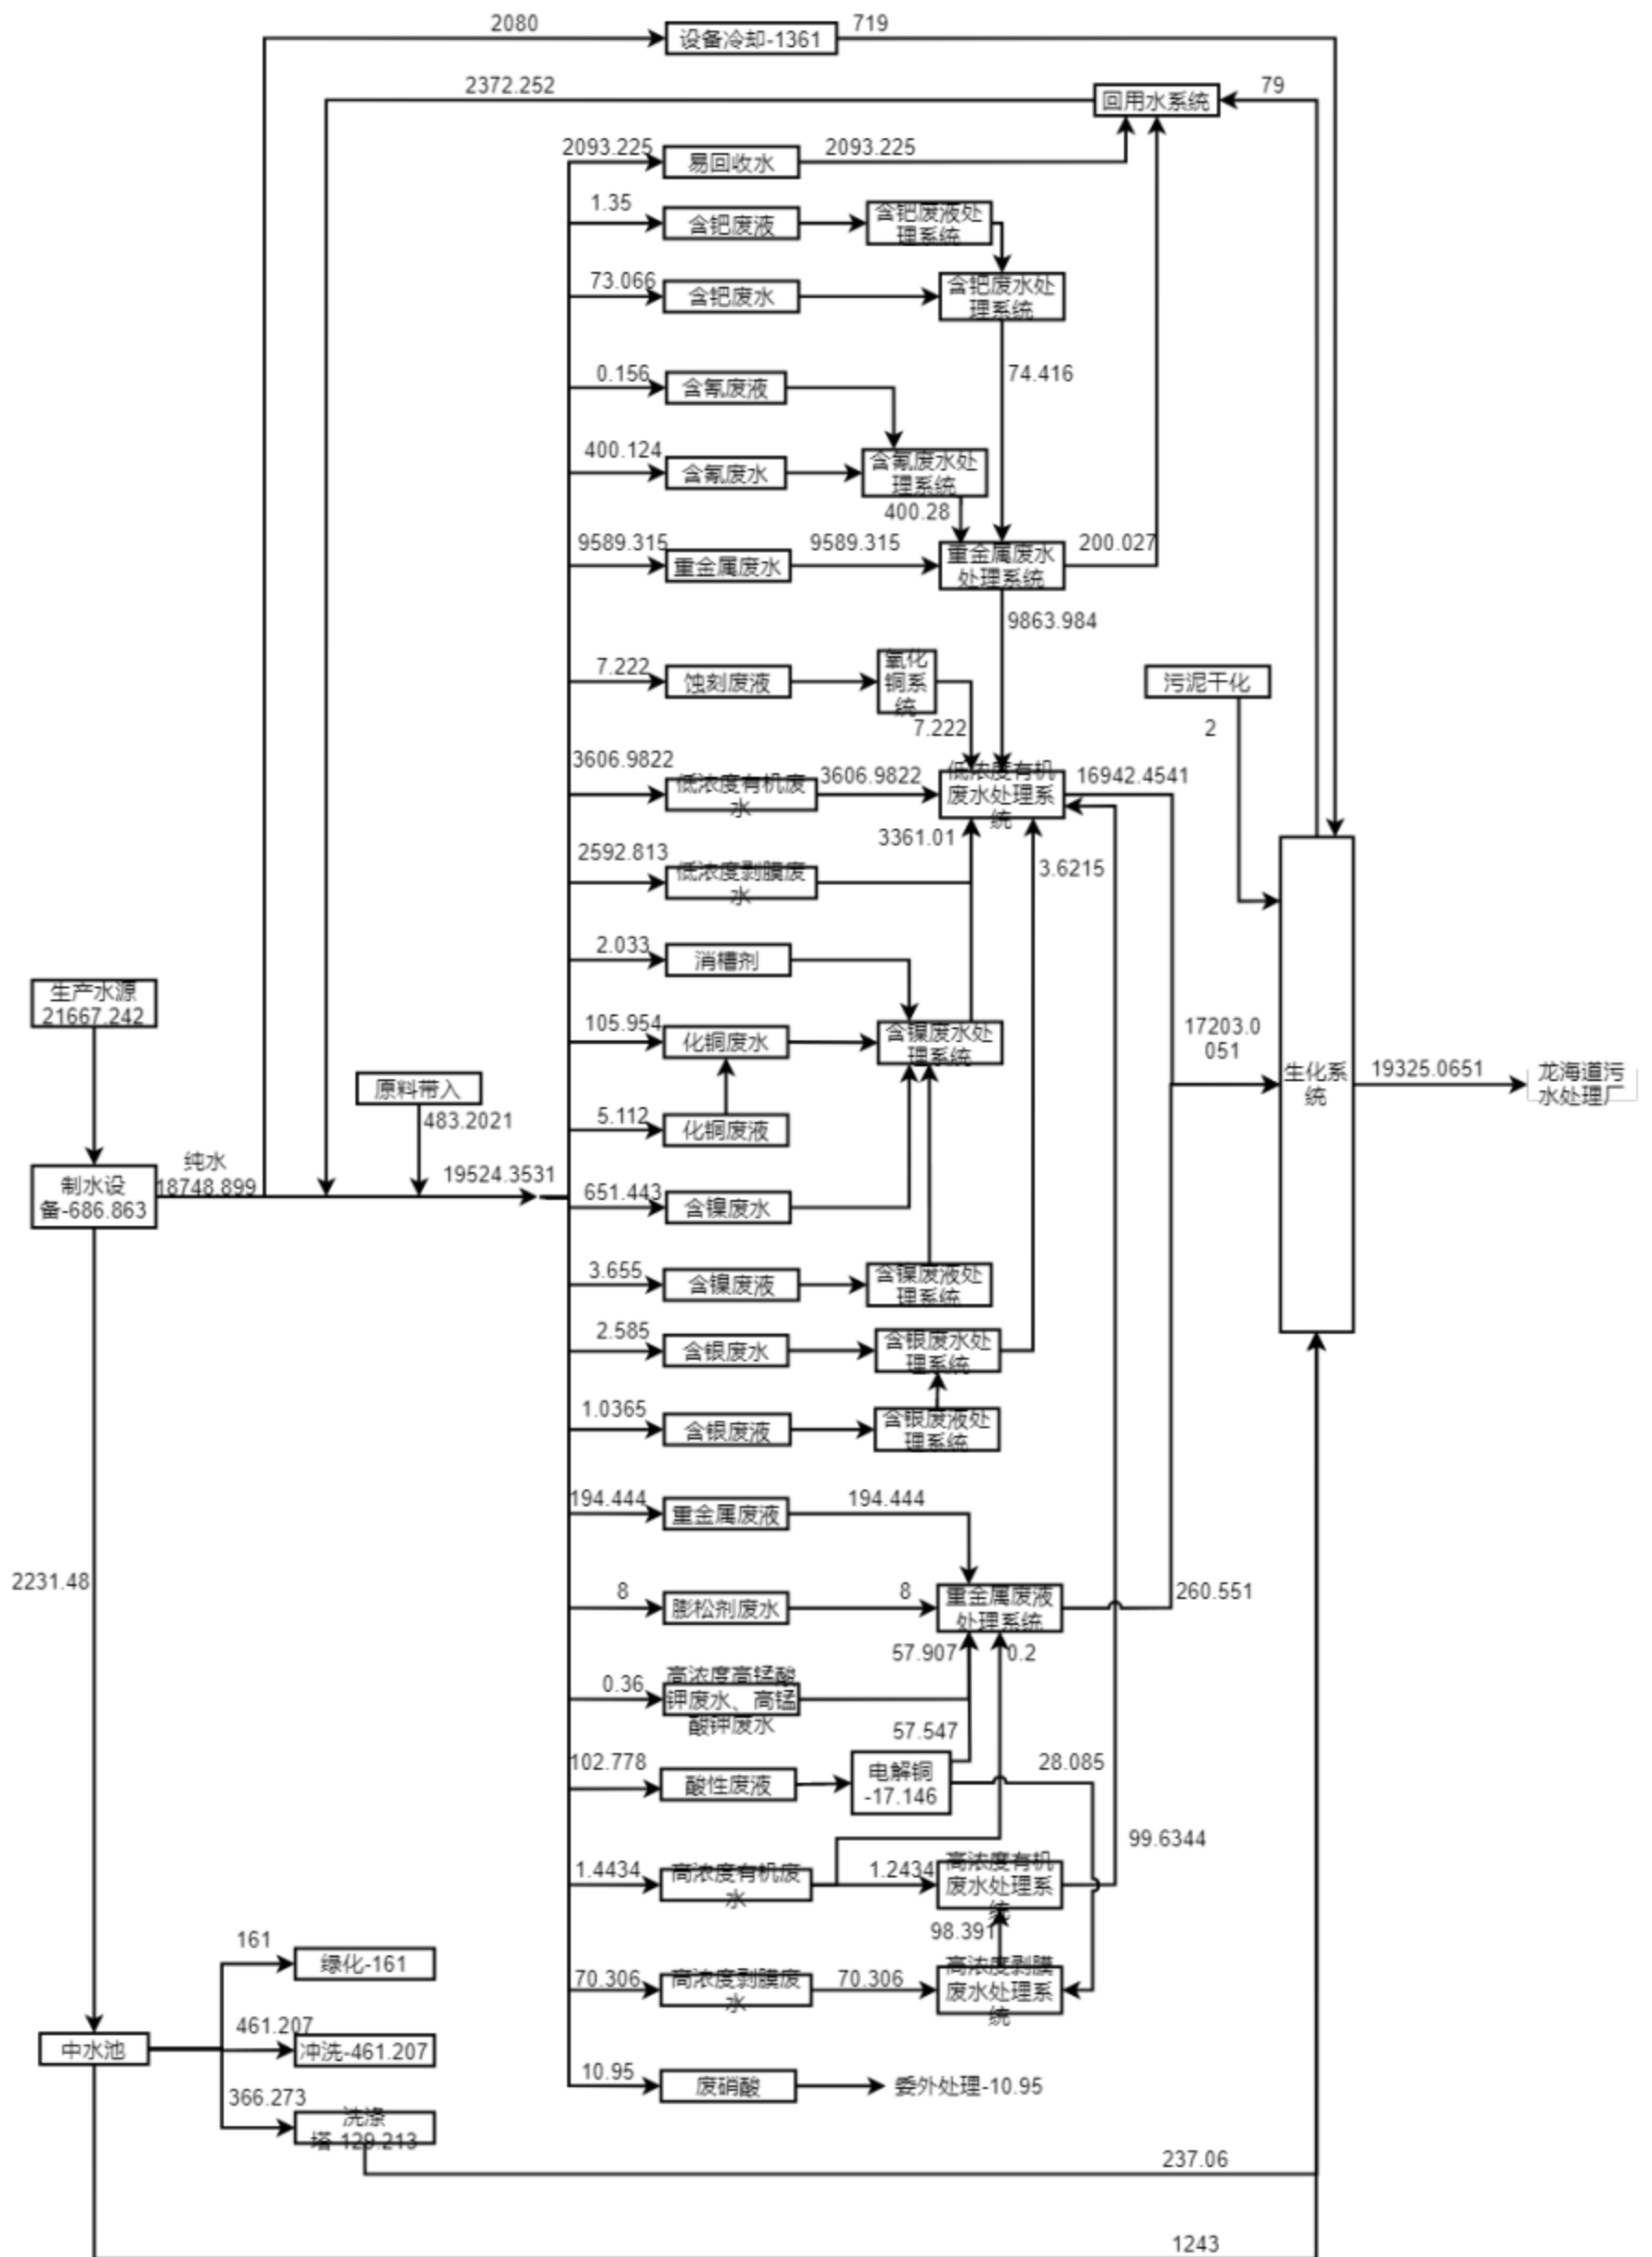 2080
设备冷却-1361
719
2372.252
回用水系统
79
2093.225
易回收水
2093.225
1.35
含钯废液
含钯废液处
理系统
73.066
含钯废水
含钯废水处
理系统
74.416
0.156
含氰废液
400.124
含氰废水
含氰废水处
理系统
400.28
9589.315
重金属废水
9589.315
重金属废水
处理系统
200.027
9863.984
7.222
蚀刻废液
氧化
铜系
统
7.222
污泥干化
2
3606.9822
低浓度有机废
水
3606.9822
低浓度有机
废水处理系
统
16942.4541
3361.01
3.6215
2592.813
低浓度剥膜废
水
2.033
消槽剂
生产水源
21667.242
105.954
化铜废水
含镍废水处
理系统
17203.0
051
生化系
统
19325.0651
龙海道污
水处理厂
原料带入
483.2021
5.112
化铜废液
制水设
备-686.863
纯水
18748.899
19524.3531
651.443
含镍废水
3.655
含镍废液
含镍废液处
理系统
2.585
含银废水
含银废水处
理系统
1.0365
含银废液
含银废液处
理系统
194.444
重金属废液
194.444
2231.48
8
膨松剂废水
8
重金属废液
处理系统
260.551
57.907
0.2
0.36
高浓度高锰酸
钾废水、高锰
酸钾废水
57.547
102.778
酸性废液
电解铜
-17.146
28.085
99.6344
1.4434
高浓度有机废
水
1.2434
高浓度有机
废水处理系
统
98.391
70.306
高浓度剥膜废
水
70.306
高浓度剥膜
废水处理系
统
161
绿化-161
中水池
461.207
冲洗-461.207
10.95
废硝酸
委外处理-10.95
366.273
洗涤
塔-129.213
237.06
1243